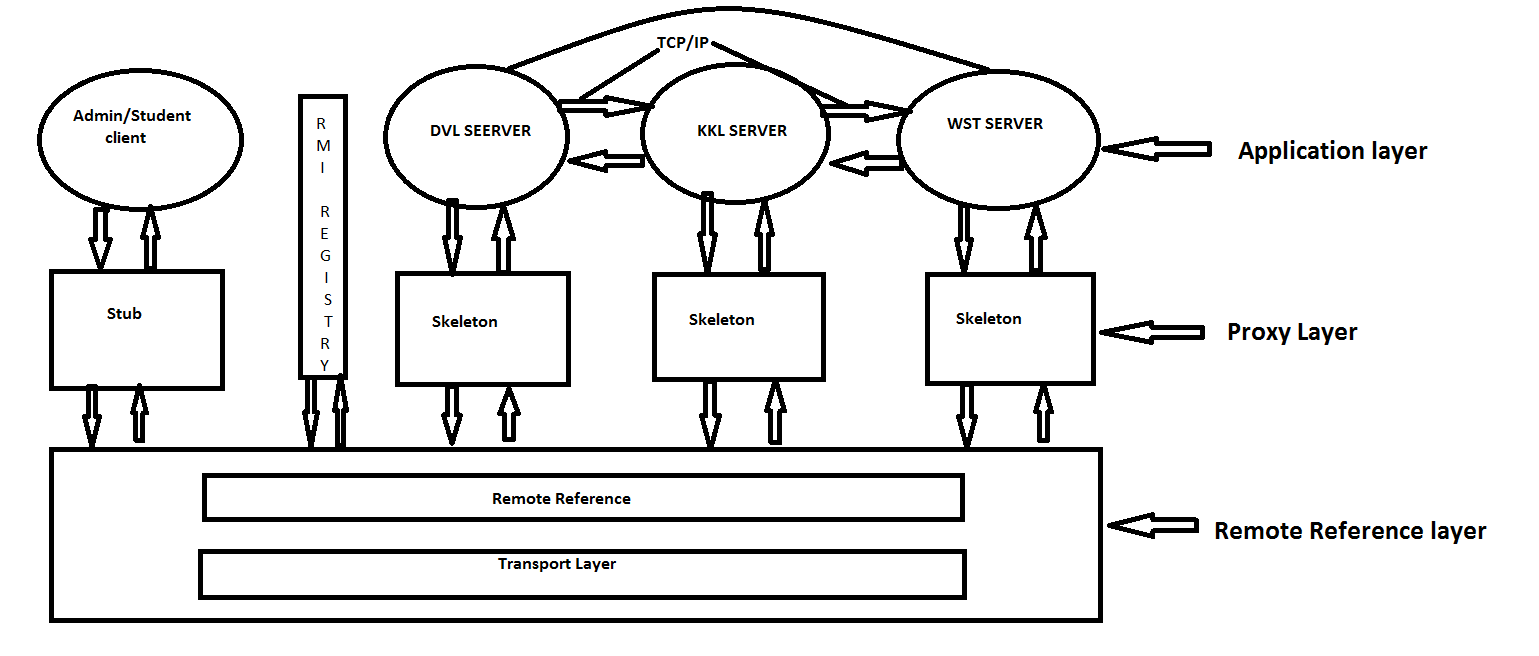 TCP/IP
Admin/Student
client
R
M
I
R
E
G
I
S
T
R
Y
DVL SEERVER
KKL SERVER
WST SERVER
Application layer
Stub
Skeleton
Skeleton
Skeleton
Proxy Layer
Remote Reference
Transport Layer
Remote Reference layer